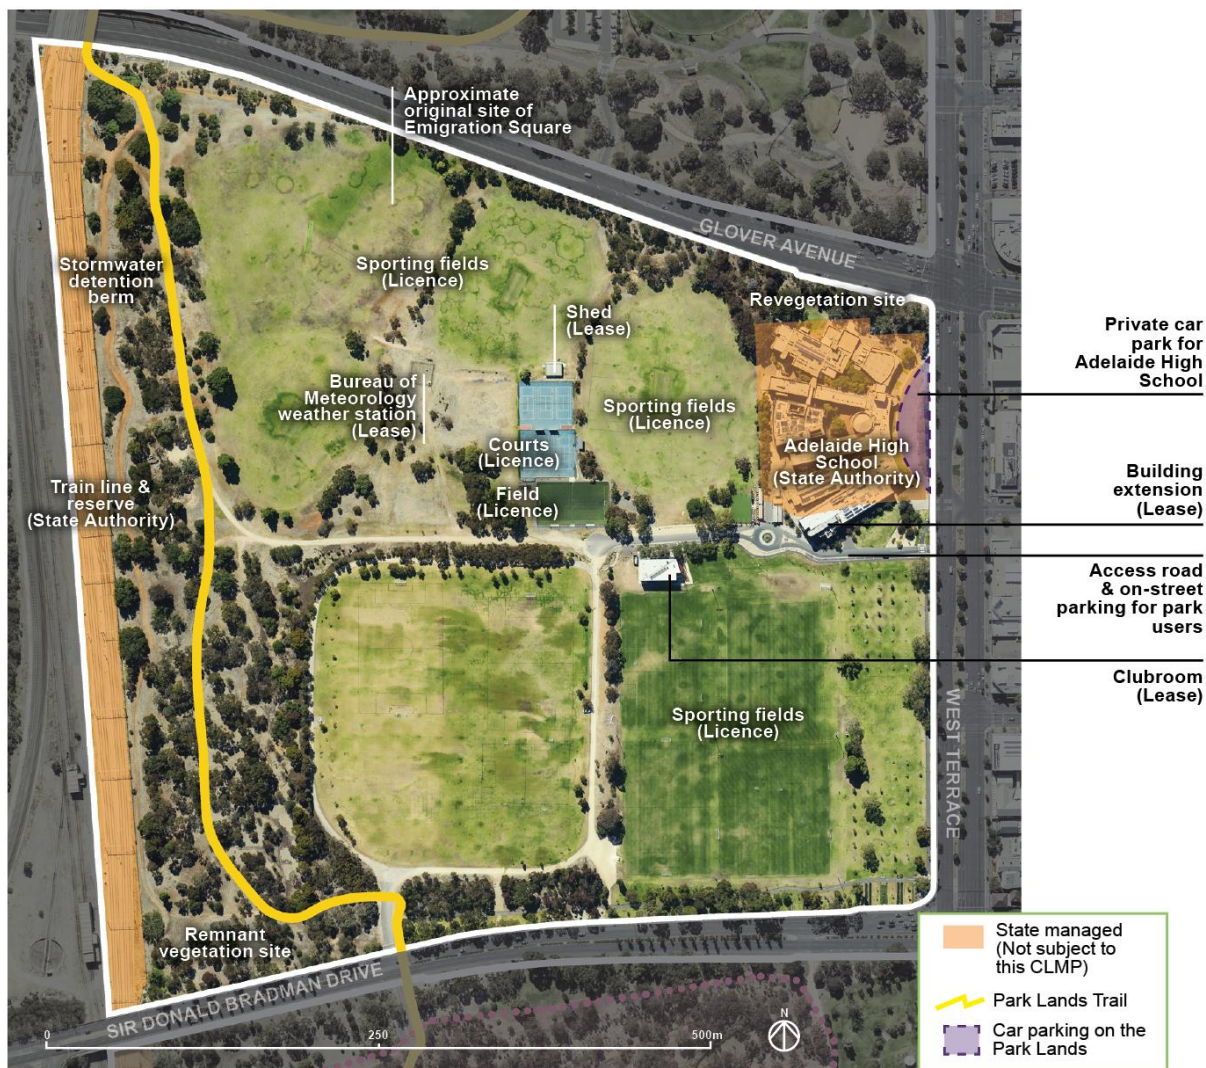 Approximate
original site of
Emigration Square
GLOVER AVENUE
Stormwater
detention
berm
Sporting fields
(Licence)
Revegetation site
Shed
(Lease)
Private car
park for
Adelaide High
School
Bureau of
Meteorology
weather station
(Lease)
Sporting fields
(Licence)
Courts
(Licence)
Adelaide High
School
(State Authority)
Train line &
reserve
(State Authority)
Field
(Licence)
Building
extension
(Lease)
Access road
& on-street
parking for park
users
Clubroom
(Lease)
Sporting fields
(Licence)
WEST TERRACE
Remnant
vegetation site
SIR DONALD BRADMAN DRIVE
0
250
500m
N
State managed
(Not subject to
this CLMP)
Park Lands Trail
Car parking on the
Park Lands